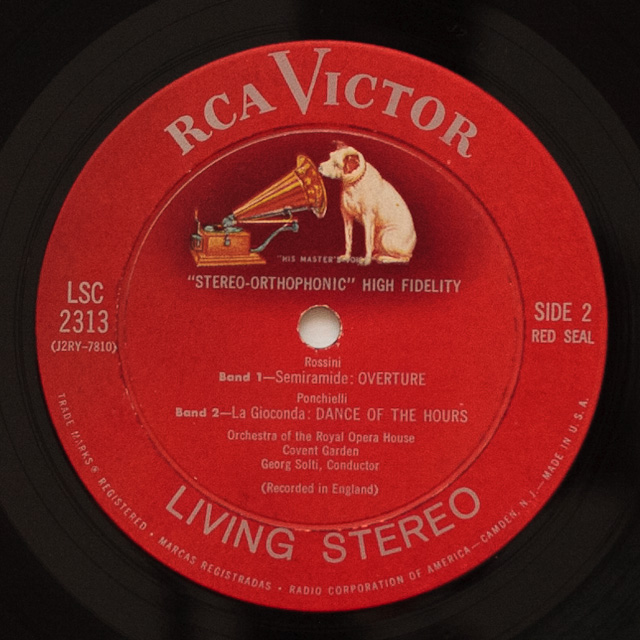 RCA VICTOR
"HIS MASTER'S VOICE"
"STEREO-ORTHOPHONIC" HIGH FIDELITY
LSC
2313
(J2RY-7810)
SIDE 2
RED SEAL
Rossini
Band 1—Semiramide: OVERTURE
Ponchielli
Band 2—La Gioconda: DANCE OF THE HOURS
Orchestra of the Royal Opera House
Covent Garden
Georg Solti, Conductor
(Recorded in England)
LIVING STEREO
TRADE MARKS ® REGISTERED • MARCAS REGISTRADAS • RADIO CORPORATION OF AMERICA—CAMDEN, N. J.—MADE IN U.S.A.